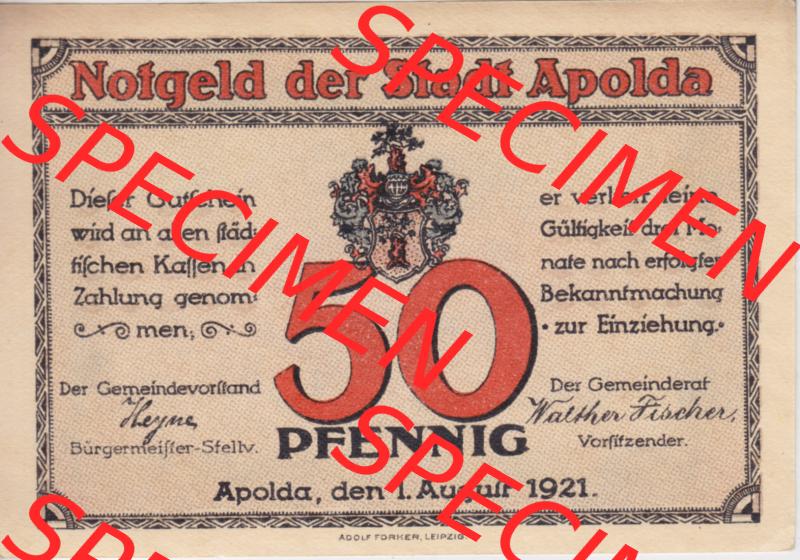 Notgeld der Stadt Apolda
Dieser Gutschein
wird an allen städ-
tischen Kassen in
Zahlung genom-
men;
er verliert seine
Gültigkeit drei Mo-
nate nach erfolgter
Bekanntmachung
zur Einziehung.
50
PFENNIG
Der Gemeindevorstand
Heyne
Bürgermeister-Stellv.
Der Gemeinderat
Walther Fischer,
Vorsitzender.
Apolda, den 1. August 1921.
ADOLF FORKER, LEIPZIG.
SPECIMEN
SPECIMEN
SPECIMEN
SPECIMEN